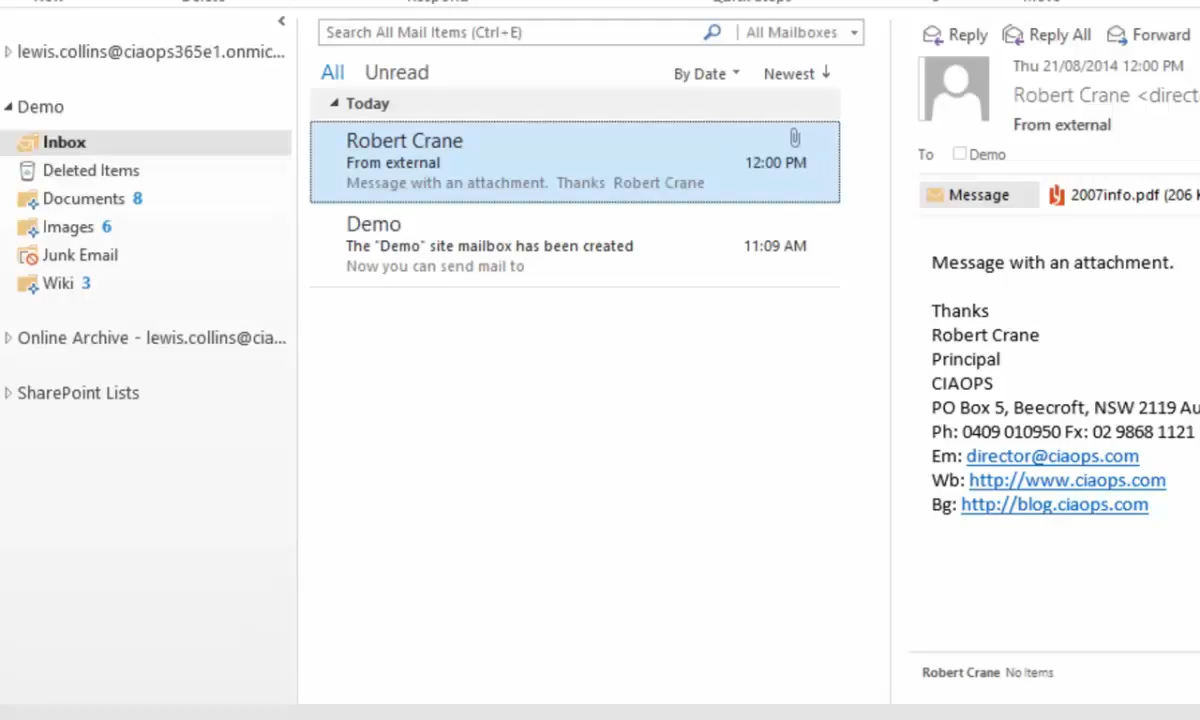 lewis.collins@ciaops365e1.onmic...
Demo
Inbox
Deleted Items
Documents 8
Images 6
Junk Email
Wiki 3
Online Archive - lewis.collins@cia...
SharePoint Lists
Search All Mail Items (Ctrl+E)
All Mailboxes
All Unread
By Date Newest
Today
Robert Crane
From external 12:00 PM
Message with an attachment. Thanks Robert Crane
Demo
The "Demo" site mailbox has been created 11:09 AM
Now you can send mail to
Reply Reply All Forward
Thu 21/08/2014 12:00 PM
Robert Crane <direct
From external
To Demo
Message 2007info.pdf (206 K
Message with an attachment.
Thanks
Robert Crane
Principal
CIAOPS
PO Box 5, Beecroft, NSW 2119 Au
Ph: 0409 010950 Fx: 02 9868 1121
Em: director@ciaops.com
Wb: http://www.ciaops.com
Bg: http://blog.ciaops.com
Robert Crane No Items